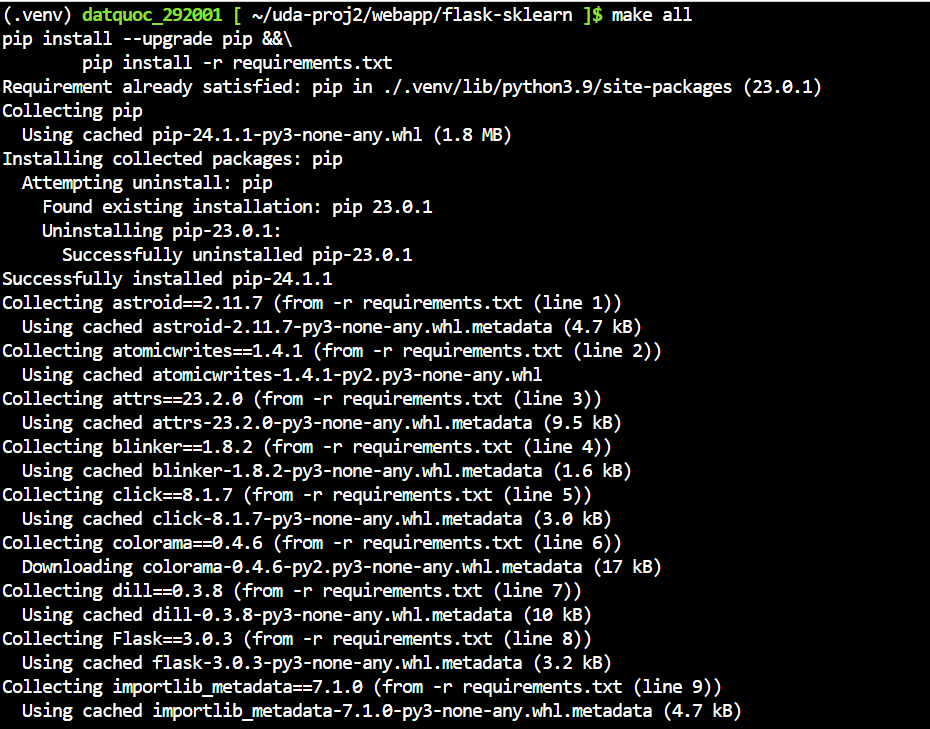 (.venv) datquoc_292001 [ ~/uda-proj2/webapp/flask-sklearn ]$ make all
pip install --upgrade pip &&\
        pip install -r requirements.txt
Requirement already satisfied: pip in ./.venv/lib/python3.9/site-packages (23.0.1)
Collecting pip
  Using cached pip-24.1.1-py3-none-any.whl (1.8 MB)
Installing collected packages: pip
  Attempting uninstall: pip
    Found existing installation: pip 23.0.1
    Uninstalling pip-23.0.1:
      Successfully uninstalled pip-23.0.1
Successfully installed pip-24.1.1
Collecting astroid==2.11.7 (from -r requirements.txt (line 1))
  Using cached astroid-2.11.7-py3-none-any.whl.metadata (4.7 kB)
Collecting atomicwrites==1.4.1 (from -r requirements.txt (line 2))
  Using cached atomicwrites-1.4.1-py2.py3-none-any.whl
Collecting attrs==23.2.0 (from -r requirements.txt (line 3))
  Using cached attrs-23.2.0-py3-none-any.whl.metadata (9.5 kB)
Collecting blinker==1.8.2 (from -r requirements.txt (line 4))
  Using cached blinker-1.8.2-py3-none-any.whl.metadata (1.6 kB)
Collecting click==8.1.7 (from -r requirements.txt (line 5))
  Using cached click-8.1.7-py3-none-any.whl.metadata (3.0 kB)
Collecting colorama==0.4.6 (from -r requirements.txt (line 6))
  Downloading colorama-0.4.6-py2.py3-none-any.whl.metadata (17 kB)
Collecting dill==0.3.8 (from -r requirements.txt (line 7))
  Using cached dill-0.3.8-py3-none-any.whl.metadata (10 kB)
Collecting Flask==3.0.3 (from -r requirements.txt (line 8))
  Using cached flask-3.0.3-py3-none-any.whl.metadata (3.2 kB)
Collecting importlib_metadata==7.1.0 (from -r requirements.txt (line 9))
  Using cached importlib_metadata-7.1.0-py3-none-any.whl.metadata (4.7 kB)